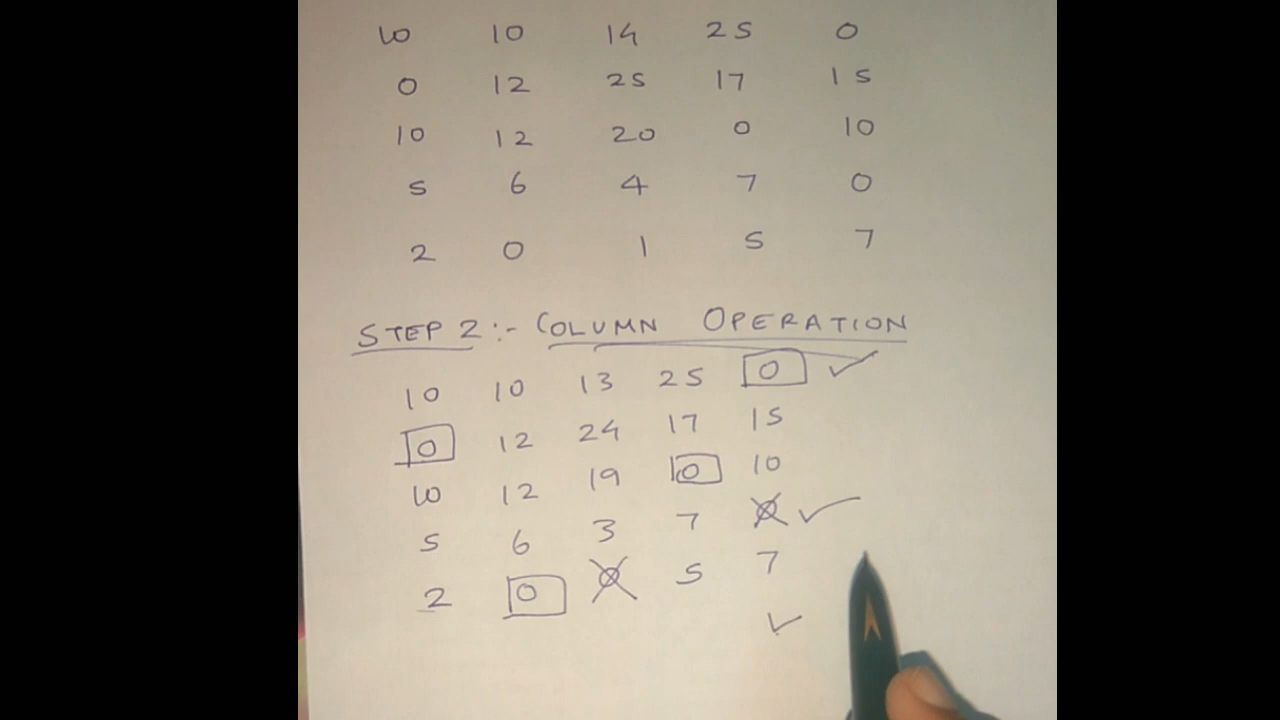 10 10 14 25 0
0 12 25 17 15
10 12 20 0 10
5 6 4 7 0
2 0 1 5 7
STEP 2:- COLUMN OPERATION
10 10 13 25 0 ✓
0 12 24 17 15
10 12 19 0 10
5 6 3 7 0 ✓
2 0 0 5 7
✓